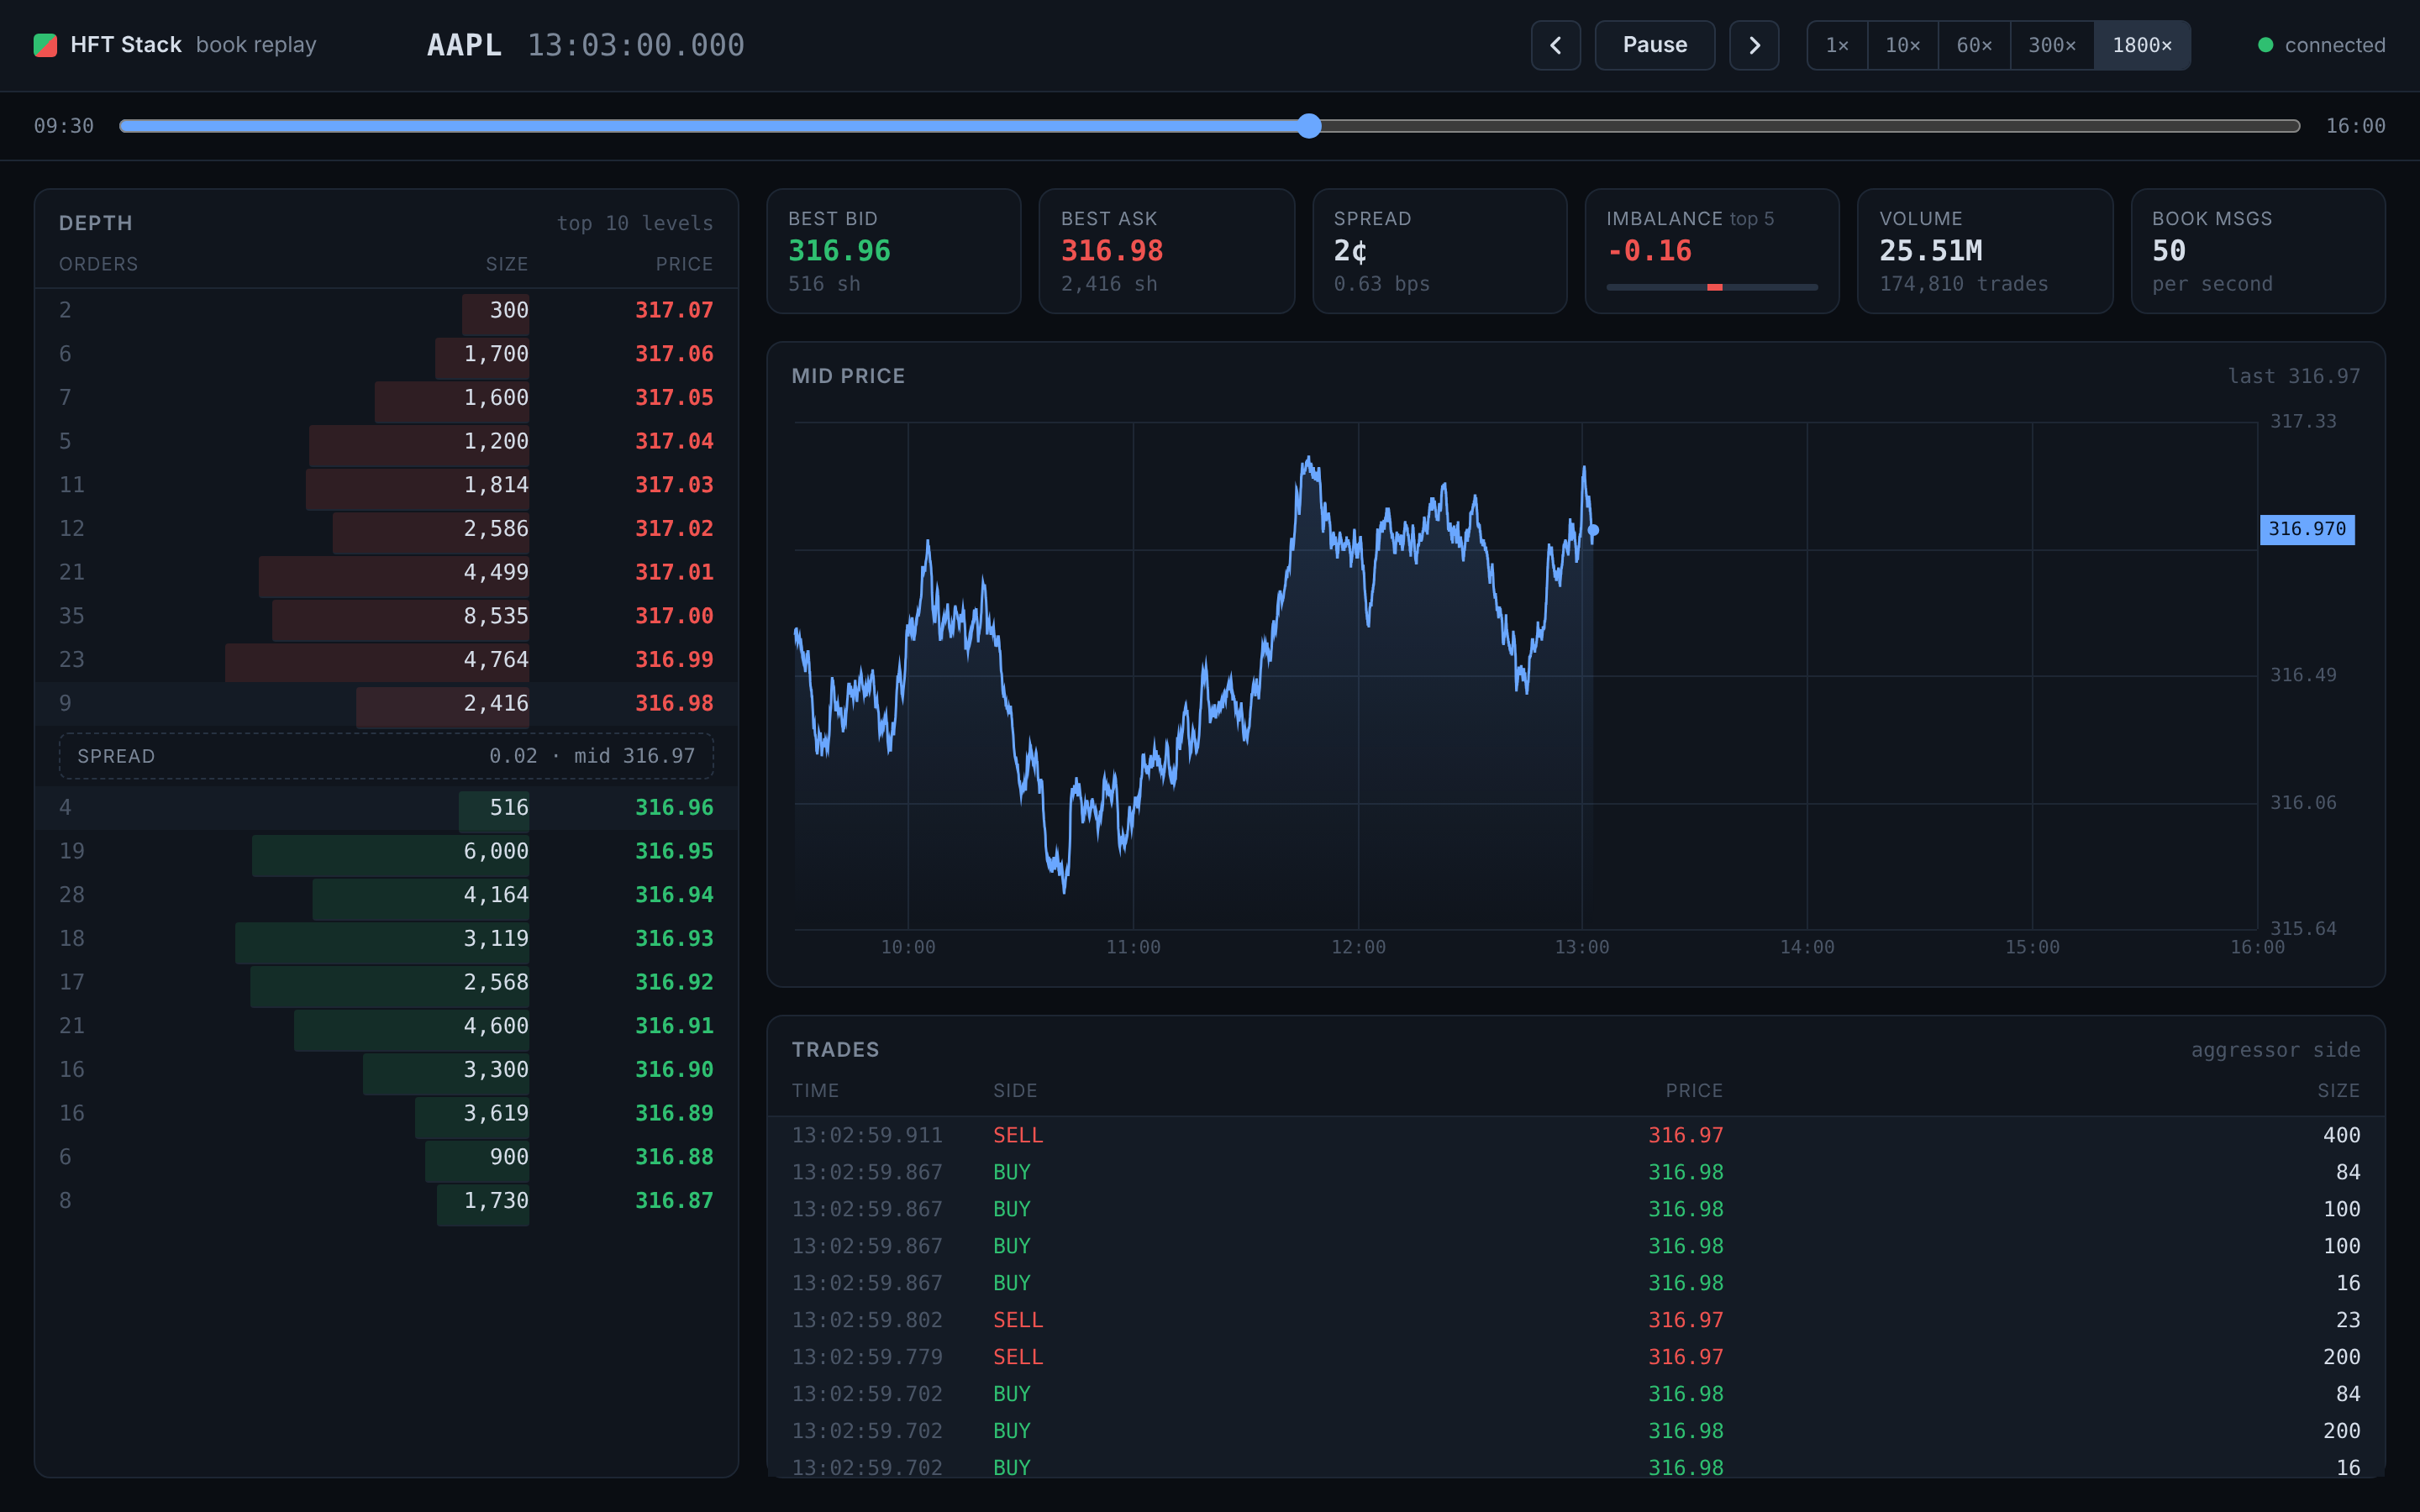 HFT Stack book replay AAPL 13:03:00.000 Pause 1× 10× 60× 300× 1800× connected
09:30 16:00
DEPTH top 10 levels
ORDERS SIZE PRICE
2 300 317.07
6 1,700 317.06
7 1,600 317.05
5 1,200 317.04
11 1,814 317.03
12 2,586 317.02
21 4,499 317.01
35 8,535 317.00
23 4,764 316.99
9 2,416 316.98
SPREAD 0.02 · mid 316.97
4 516 316.96
19 6,000 316.95
28 4,164 316.94
18 3,119 316.93
17 2,568 316.92
21 4,600 316.91
16 3,300 316.90
16 3,619 316.89
6 900 316.88
8 1,730 316.87
BEST BID
316.96
516 sh
BEST ASK
316.98
2,416 sh
SPREAD
2¢
0.63 bps
IMBALANCE top 5
-0.16
VOLUME
25.51M
174,810 trades
BOOK MSGS
50
per second
MID PRICE last 316.97
317.33
316.970
316.49
316.06
315.64
10:00 11:00 12:00 13:00 14:00 15:00 16:00
TRADES aggressor side
TIME SIDE PRICE SIZE
13:02:59.911 SELL 316.97 400
13:02:59.867 BUY 316.98 84
13:02:59.867 BUY 316.98 100
13:02:59.867 BUY 316.98 100
13:02:59.867 BUY 316.98 16
13:02:59.802 SELL 316.97 23
13:02:59.779 SELL 316.97 200
13:02:59.702 BUY 316.98 84
13:02:59.702 BUY 316.98 200
13:02:59.702 BUY 316.98 16